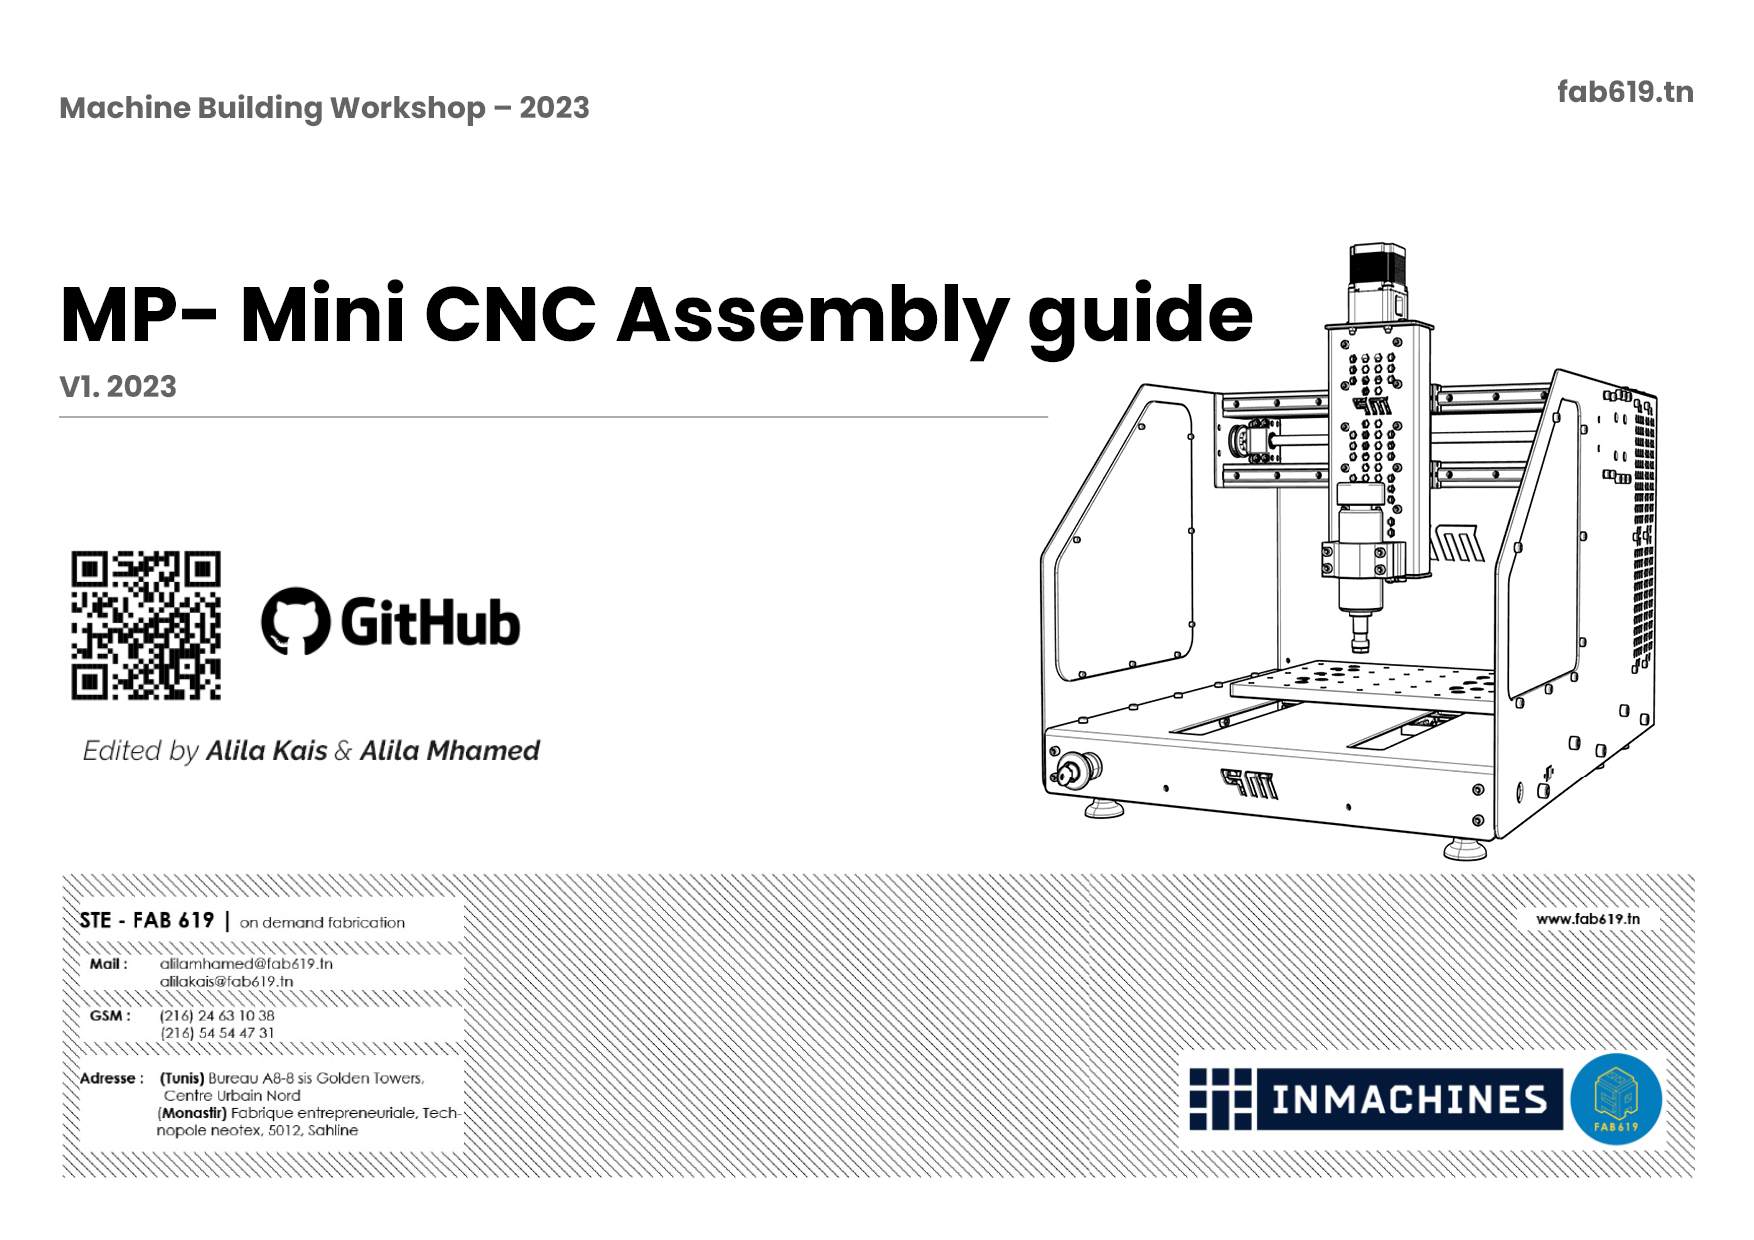 Machine Building Workshop – 2023
fab619.tn
MP- Mini CNC Assembly guide
V1. 2023
GitHub
Edited by Alila Kais & Alila Mhamed
STE - FAB 619 | on demand fabrication
www.fab619.tn
Mail : alilamhamed@fab619.tn
alilakais@fab619.tn
GSM : (216) 24 63 10 38
(216) 54 54 47 31
Adresse : (Tunis) Bureau A8-8 sis Golden Towers,
Centre Urbain Nord
(Monastir) Fabrique entrepreneuriale, Tech-
nopole neotex, 5012, Sahline
INMACHINES
FAB619